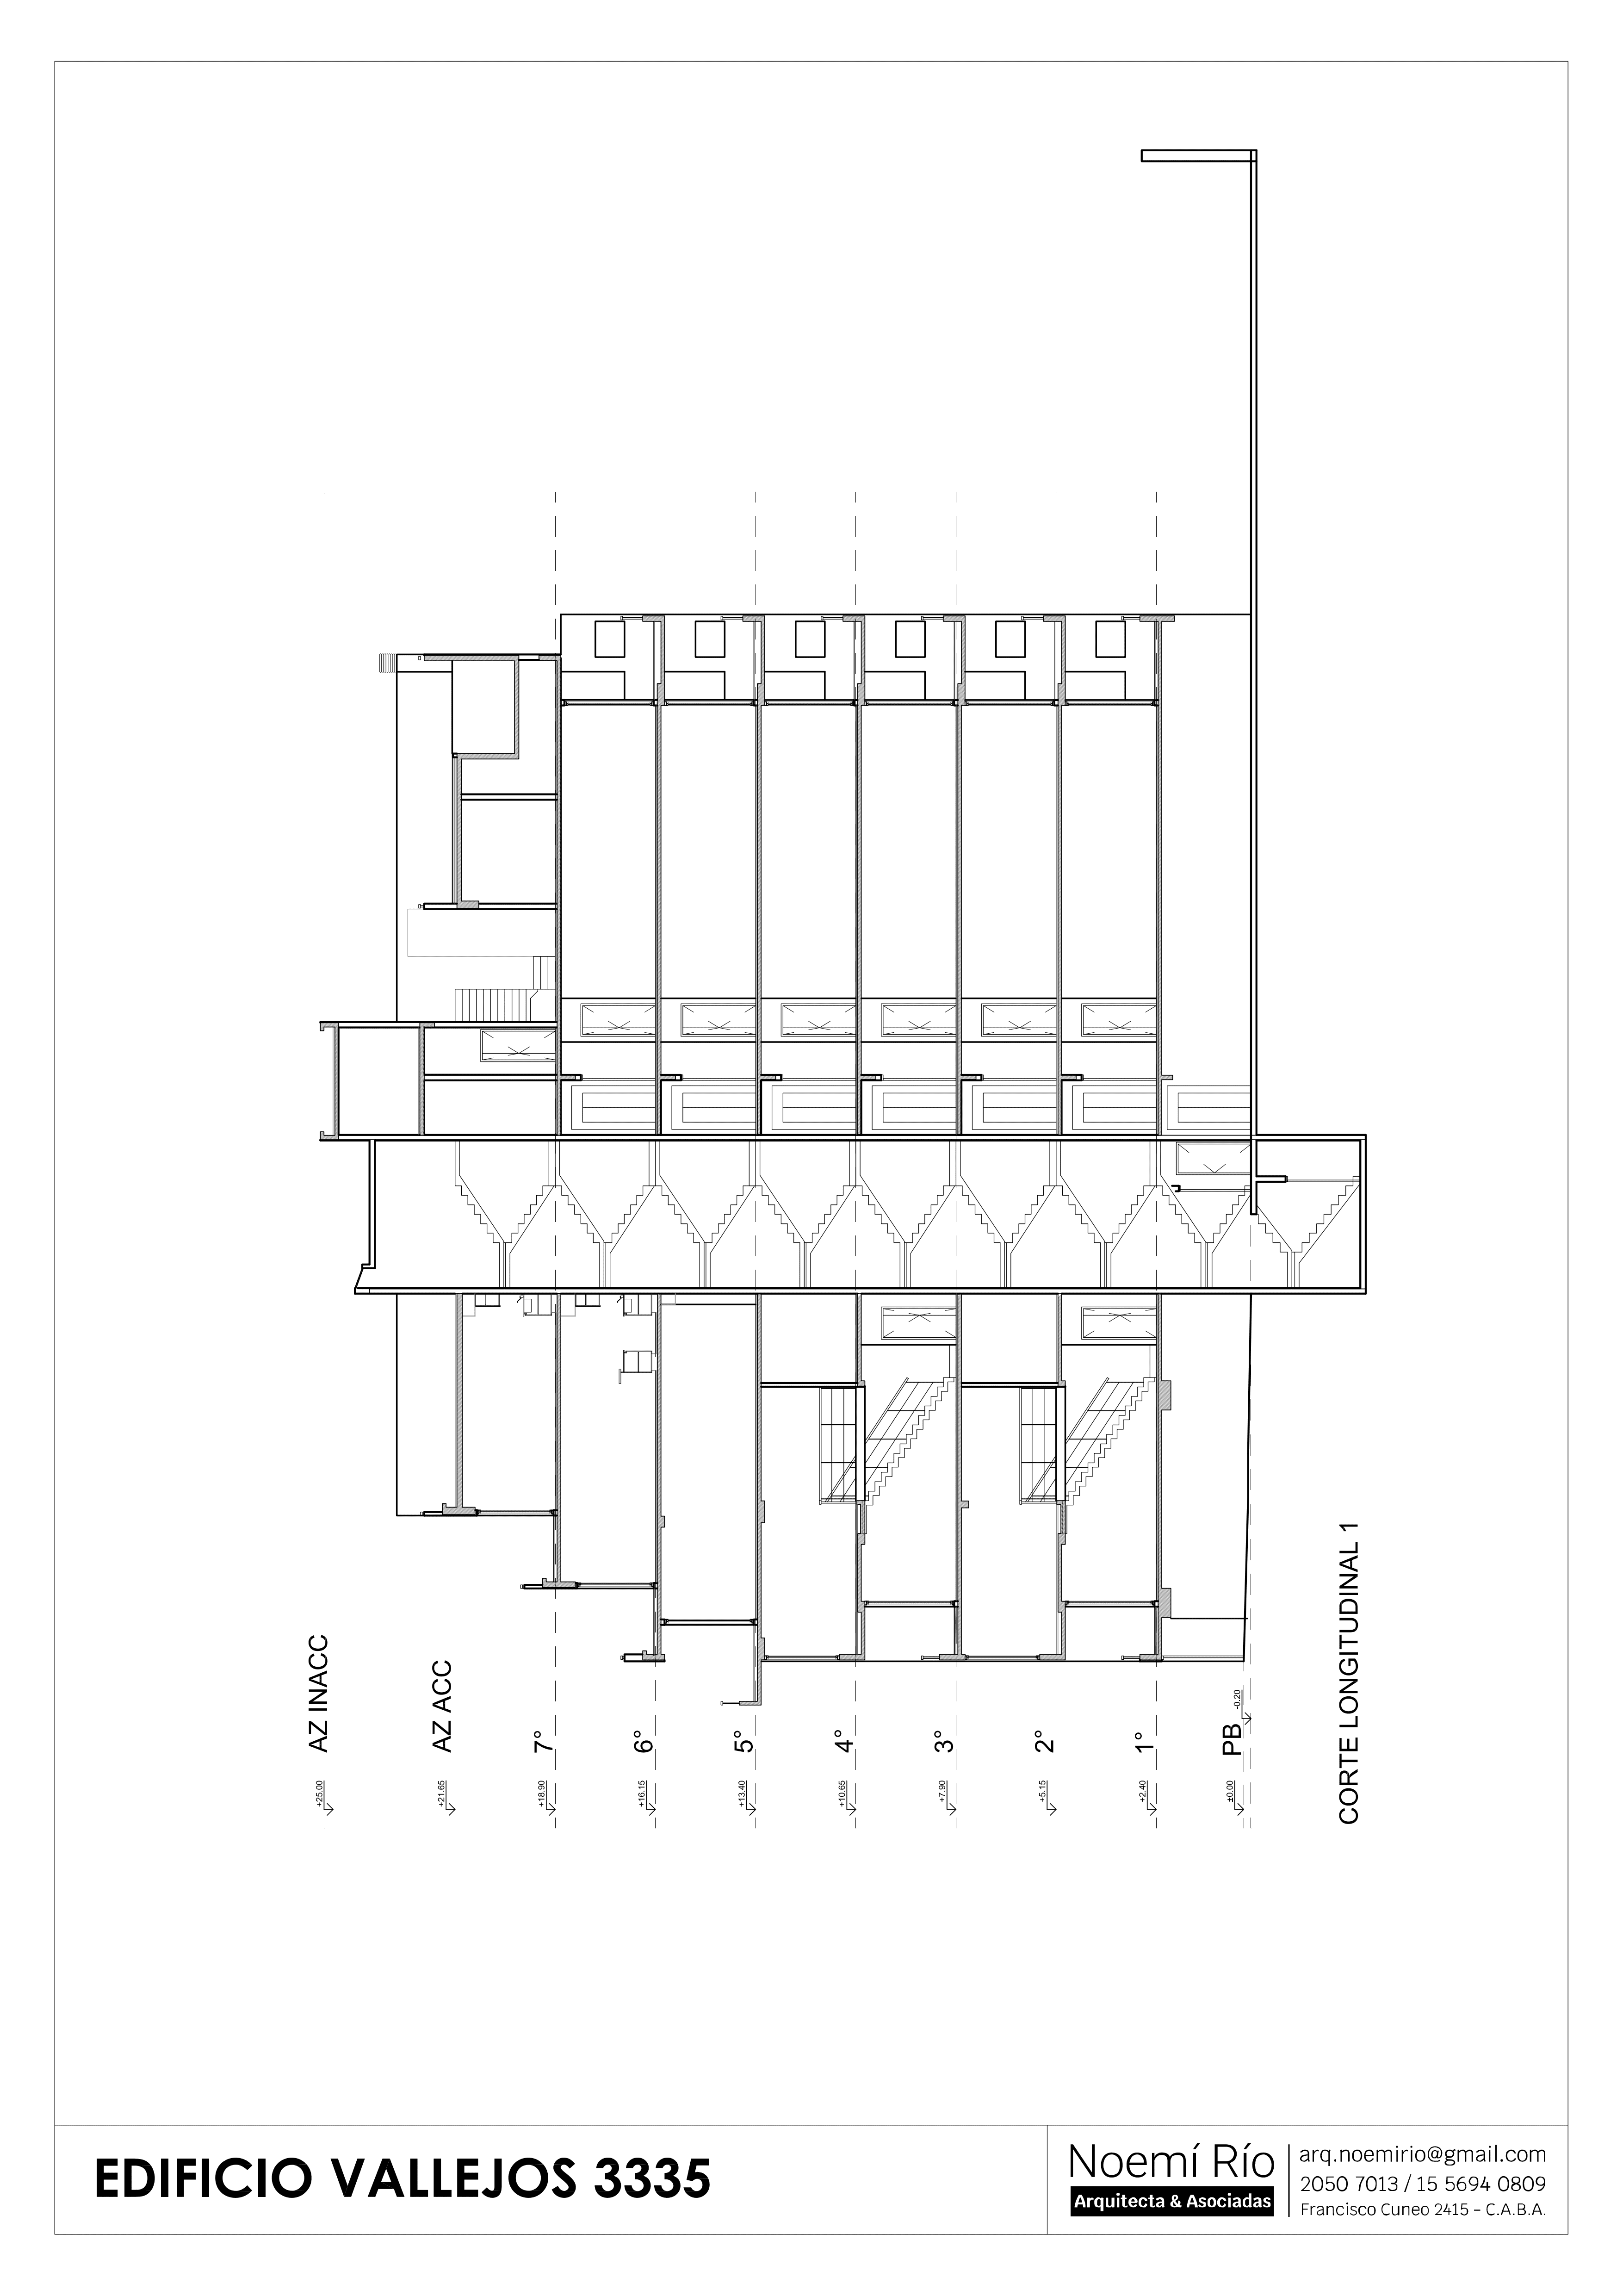 AZ INACC
+25.00
AZ ACC
+21.65
7°
+18.90
6°
+16.15
5°
+13.40
4°
+10.65
3°
+7.90
2°
+5.15
1°
+2.40
PB
±0.00
-0.20
CORTE LONGITUDINAL 1
EDIFICIO VALLEJOS 3335
Noemí Río
Arquitecta & Asociadas
arq.noemirio@gmail.com
2050 7013 / 15 5694 0809
Francisco Cuneo 2415 - C.A.B.A.